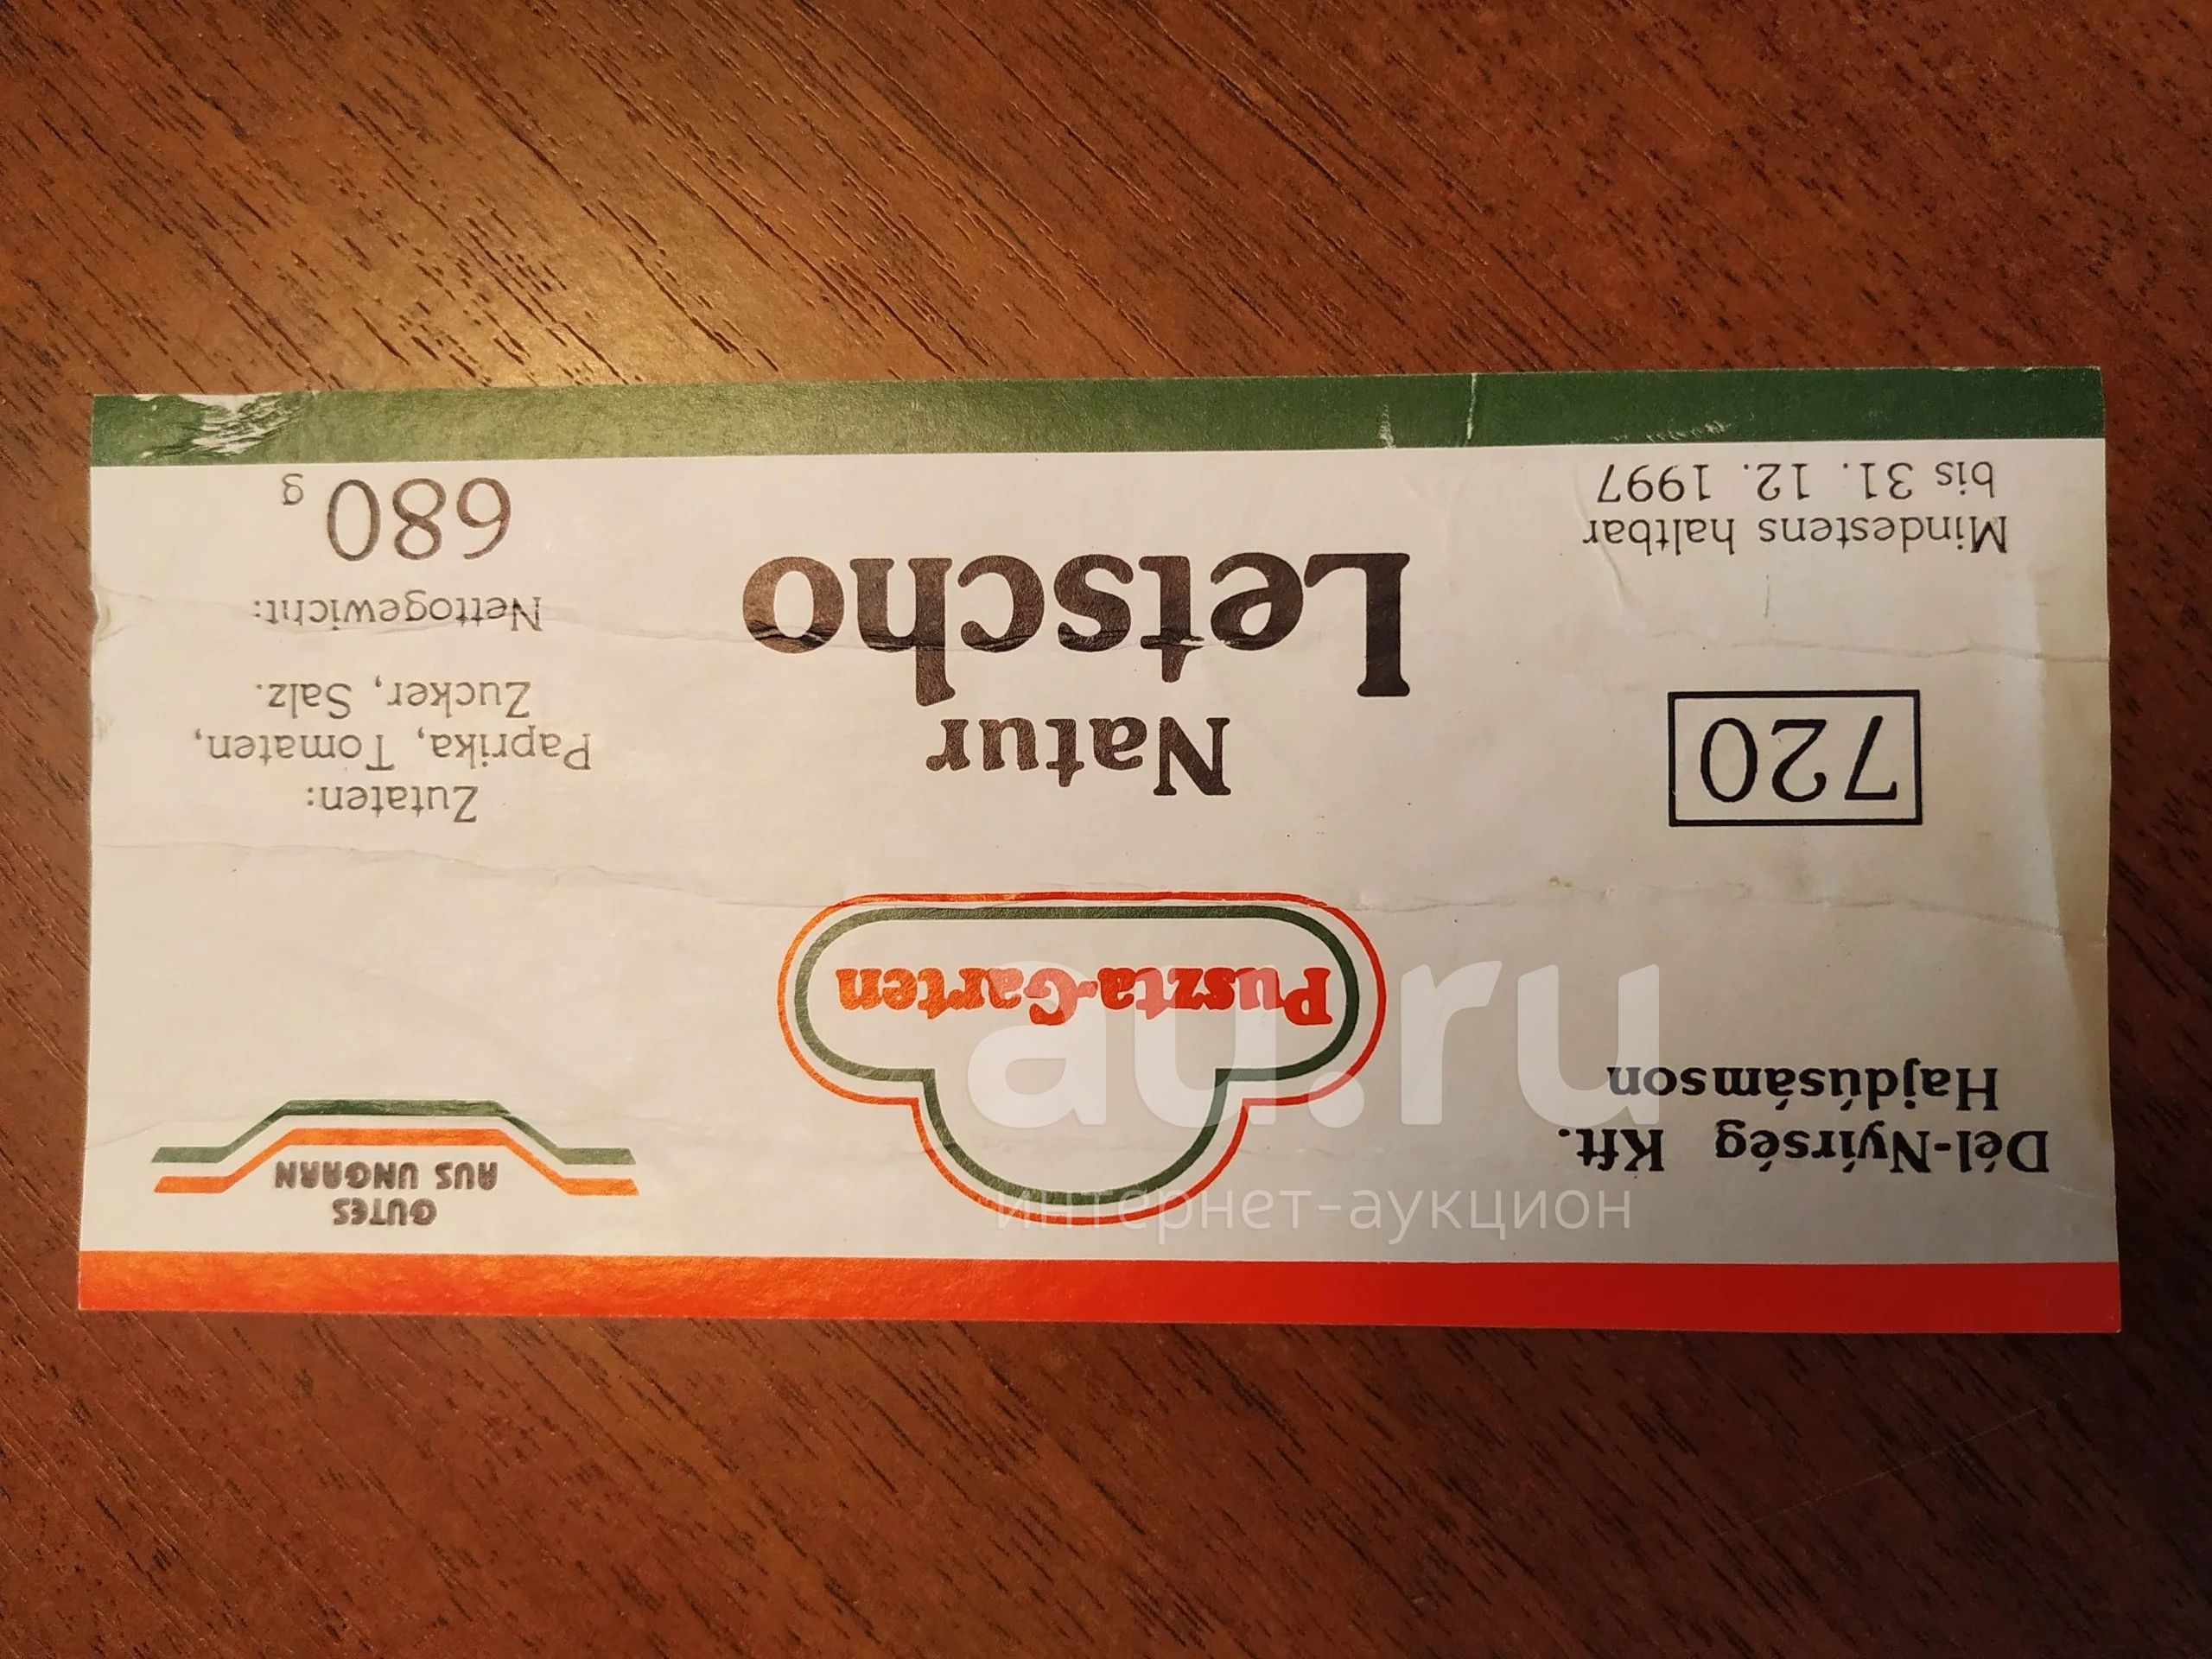 Dél-Nyírség Kft.
Hajdúsámson
720
Mindestens haltbar
bis 31. 12. 1997
Puszta-Garten
Natur
Letscho
GUTES
AUS UNGARN
Zutaten:
Paprika, Tomaten,
Zucker, Salz.
Nettogewicht:
680 g
au.ru
интернет-аукцион